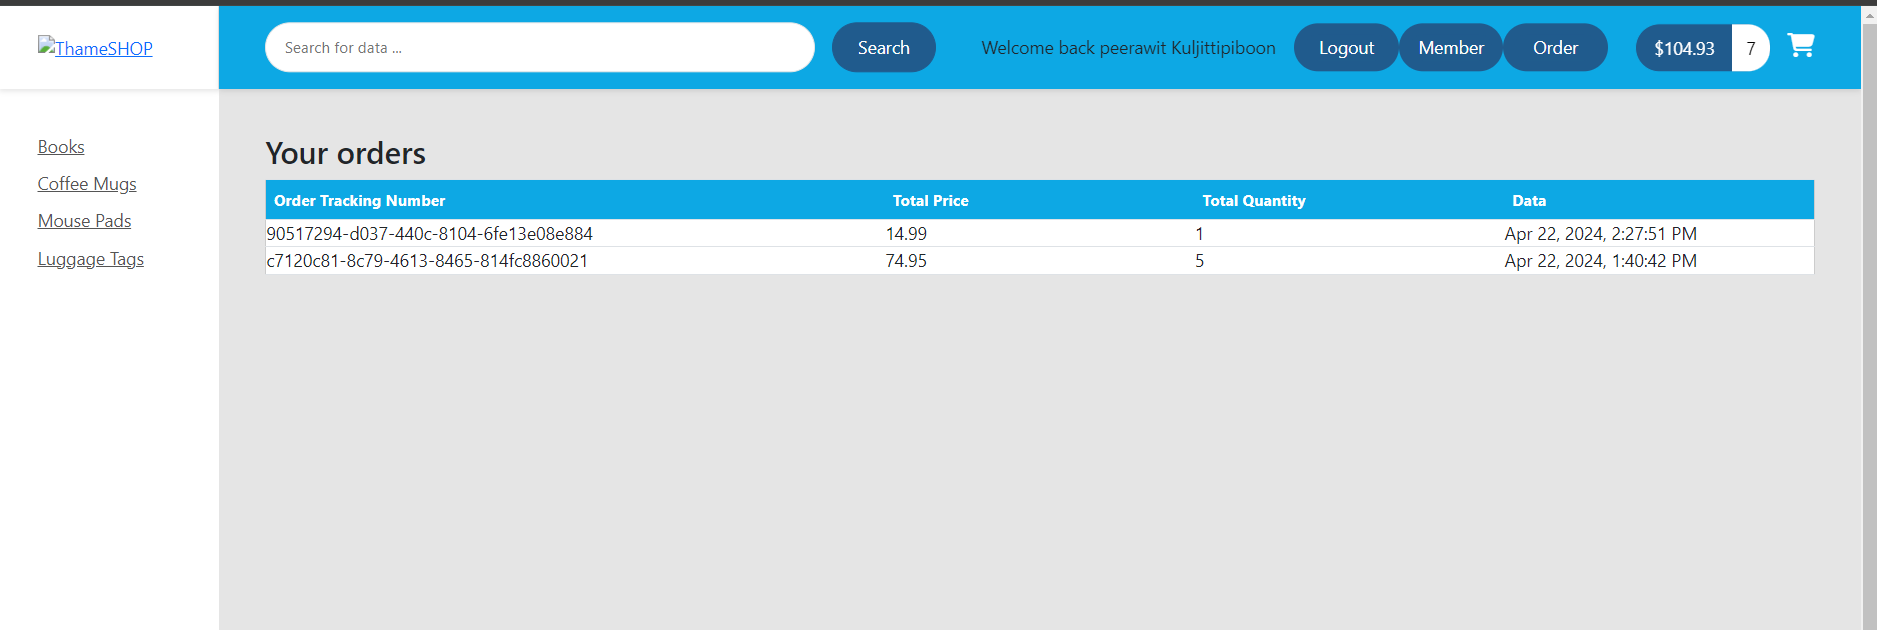 ThameSHOP
Search for data ... Search Welcome back peerawit Kuljittipiboon Logout Member Order $104.93 7
Books
Coffee Mugs
Mouse Pads
Luggage Tags
Your orders
Order Tracking Number Total Price Total Quantity Data
90517294-d037-440c-8104-6fe13e08e884 14.99 1 Apr 22, 2024, 2:27:51 PM
c7120c81-8c79-4613-8465-814fc8860021 74.95 5 Apr 22, 2024, 1:40:42 PM